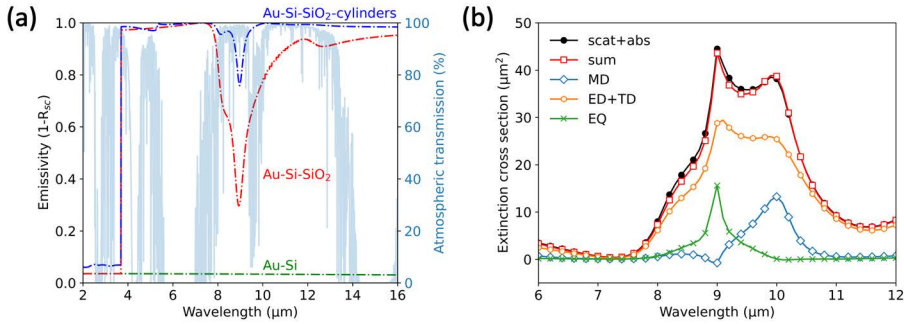 (a)
Au-Si-SiO₂-cylinders
1.0
0.8
0.6
0.4
0.2
0.0
Emissivity (1-Rsc)
100
80
60
40
20
0
Atmospheric transmission (%)
Au-Si-SiO₂
Au-Si
2 4 6 8 10 12 14 16
Wavelength (μm)
(b)
50
40
30
20
10
0
Extinction cross section (μm²)
scat+abs
sum
MD
ED+TD
EQ
6 7 8 9 10 11 12
Wavelength (μm)